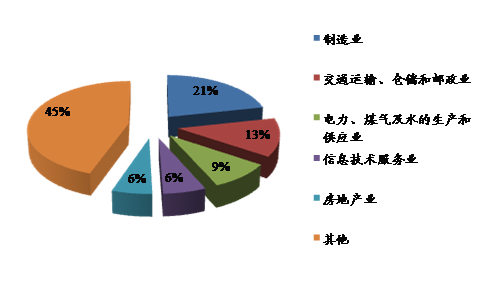 21%
13%
9%
6%
6%
45%
制造业
交通运输、仓储和邮政业
电力、煤气及水的生产和
供应业
信息技术服务业
房地产业
其他